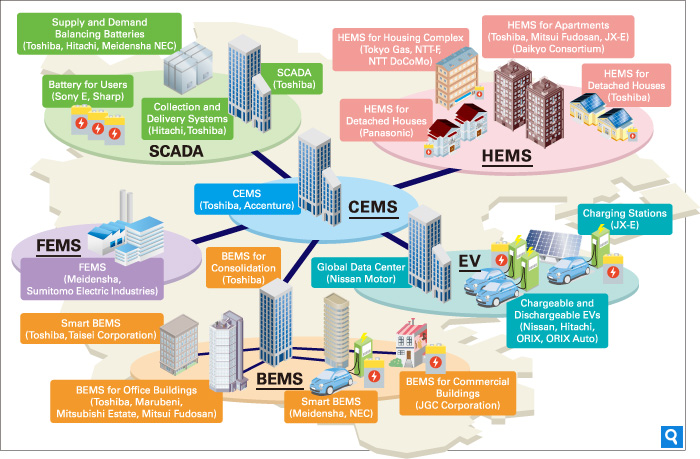 Supply and Demand
Balancing Batteries
(Toshiba, Hitachi, Meidensha NEC)
SCADA
(Toshiba)
Battery for Users
(Sony E, Sharp)
Collection and
Delivery Systems
(Hitachi, Toshiba)
SCADA
HEMS for Housing Complex
(Tokyo Gas, NTT-F,
NTT DoCoMo)
HEMS for Apartments
(Toshiba, Mitsui Fudosan, JX-E)
(Daikyo Consortium)
HEMS for
Detached Houses
(Toshiba)
HEMS for
Detached Houses
(Panasonic)
HEMS
CEMS
(Toshiba, Accenture)
CEMS
FEMS
FEMS
(Meidensha,
Sumitomo Electric Industries)
BEMS for
Consolidation
(Toshiba)
Global Data Center
(Nissan Motor)
EV
Charging Stations
(JX-E)
Chargeable and
Dischargeable EVs
(Nissan, Hitachi,
ORIX, ORIX Auto)
Smart BEMS
(Toshiba,Taisei Corporation)
BEMS for Office Buildings
(Toshiba, Marubeni,
Mitsubishi Estate, Mitsui Fudosan)
BEMS
Smart BEMS
(Meidensha, NEC)
BEMS for Commercial
Buildings
(JGC Corporation)